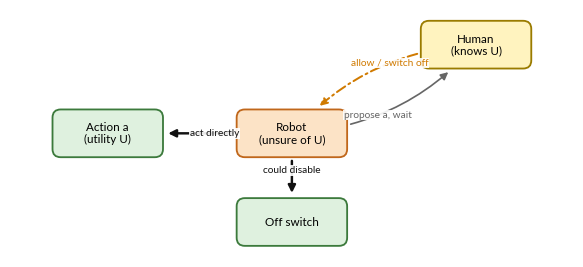 Human
(knows U)
allow / switch off
propose a, wait
Action a
(utility U)
act directly
Robot
(unsure of U)
could disable
Off switch